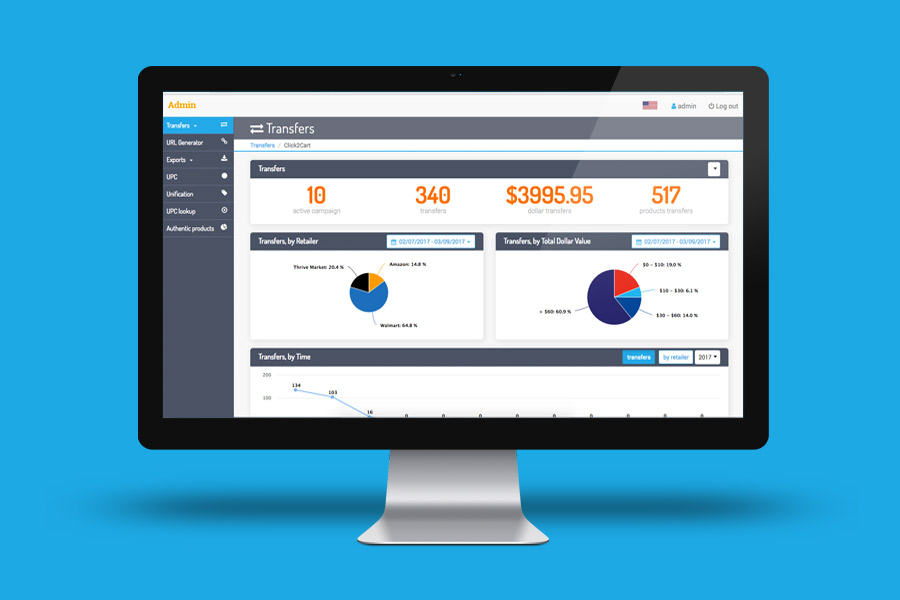 Admin
admin
Log out
Transfers
URL Generator
Exports
UPC
Unification
UPC lookup
Authentic products
Transfers
Transfers / Click2Cart
Transfers
10 340 $3995.95 517
active campaign transfers dollar transfers products transfers
Transfers, by Retailer 02/07/2017 - 03/09/2017
Thrive Market: 20.4 %
Amazon: 14.8 %
Walmart: 64.8 %
Transfers, by Total Dollar Value 02/07/2017 - 03/09/2017
$0 - $10: 19.0 %
$10 - $30: 6.1 %
+ $60: 60.9 %
$30 - $60: 14.0 %
Transfers, by Time transfers by retailer 2017
200
134
103
100
16 0 0 0 0 0 0 0 0 0